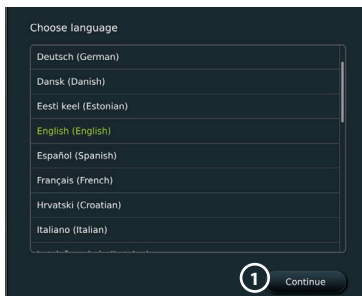 Choose language
Deutsch (German)
Dansk (Danish)
Eesti keel (Estonian)
English (English)
Español (Spanish)
Français (French)
Hrvatski (Croatian)
Italiano (Italian)
1 Continue